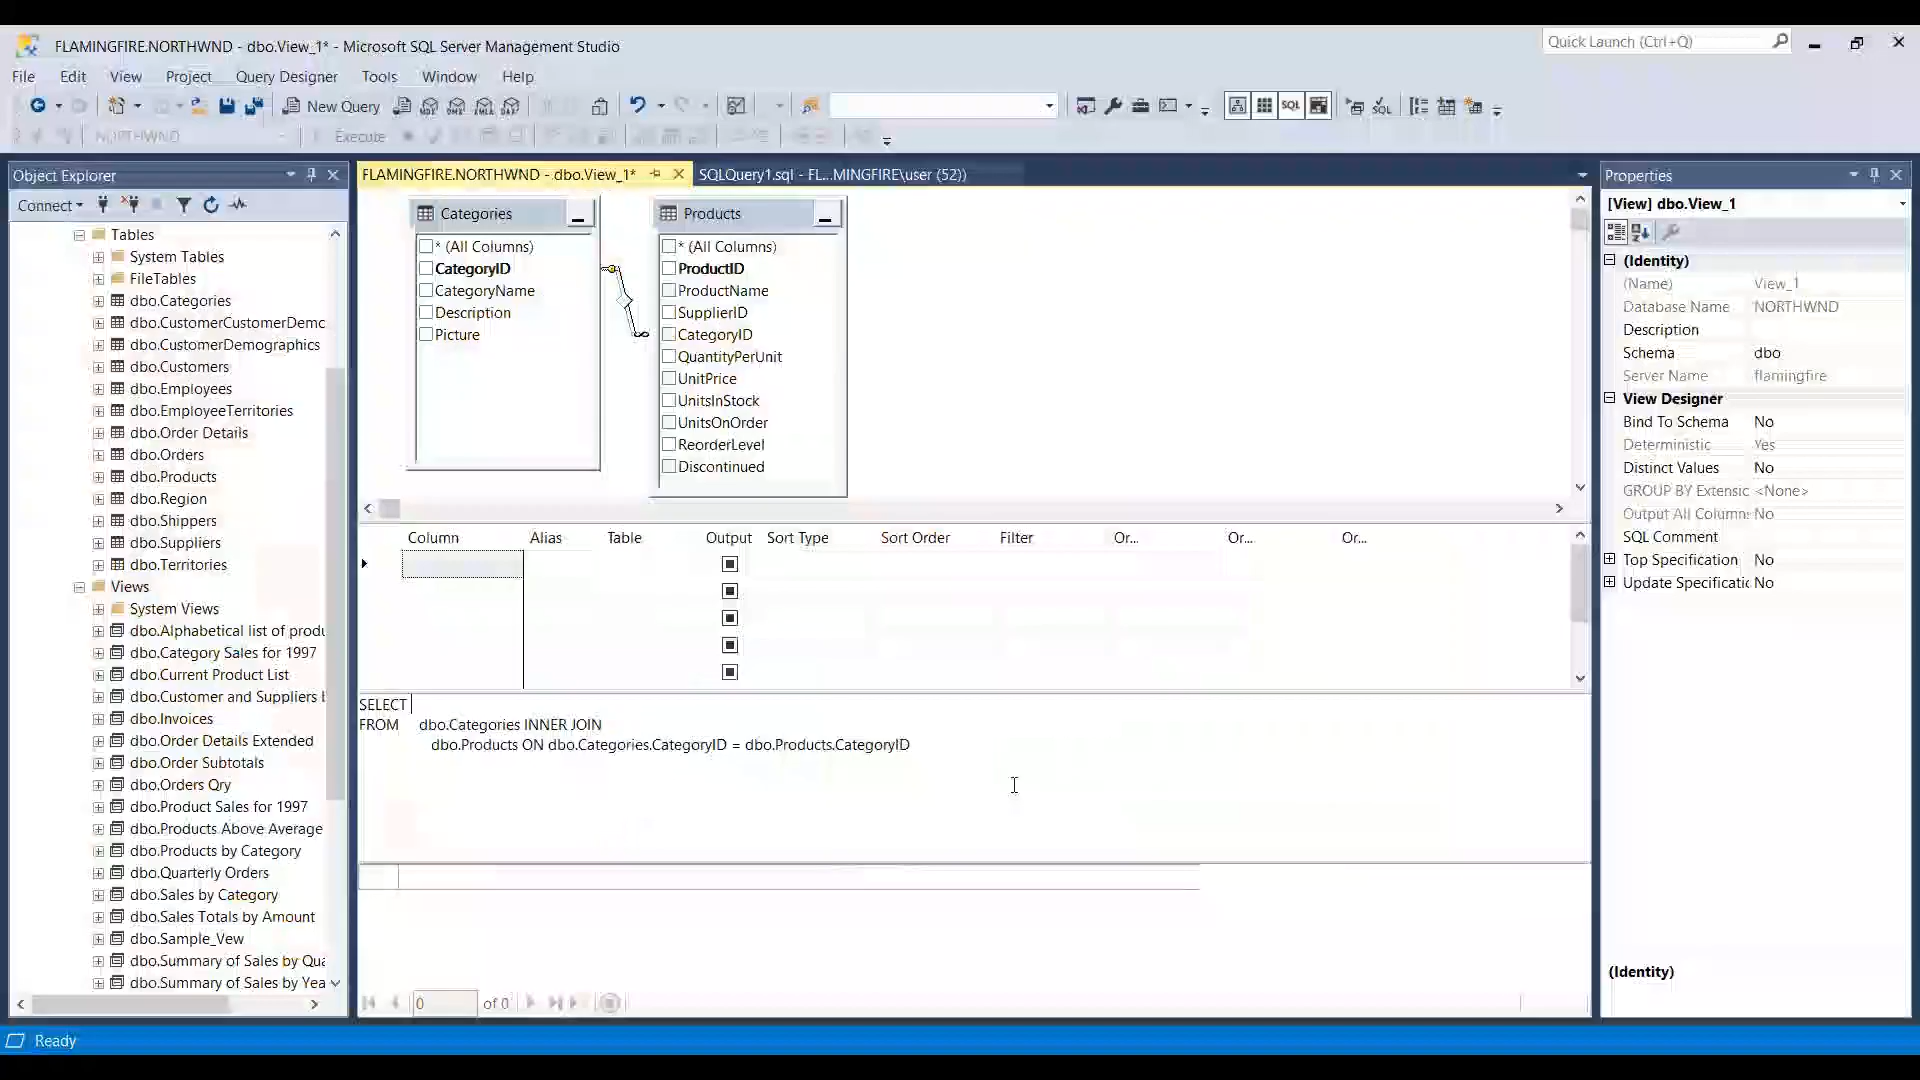 FLAMINGFIRE.NORTHWND - dbo.View_1* - Microsoft SQL Server Management Studio
Quick Launch (Ctrl+Q)
File Edit View Project Query Designer Tools Window Help
New Query
NORTHWND Execute
Object Explorer
Connect
Tables
System Tables
FileTables
dbo.Categories
dbo.CustomerCustomerDemc
dbo.CustomerDemographics
dbo.Customers
dbo.Employees
dbo.EmployeeTerritories
dbo.Order Details
dbo.Orders
dbo.Products
dbo.Region
dbo.Shippers
dbo.Suppliers
dbo.Territories
Views
System Views
dbo.Alphabetical list of produ
dbo.Category Sales for 1997
dbo.Current Product List
dbo.Customer and Suppliers b
dbo.Invoices
dbo.Order Details Extended
dbo.Order Subtotals
dbo.Orders Qry
dbo.Product Sales for 1997
dbo.Products Above Average
dbo.Products by Category
dbo.Quarterly Orders
dbo.Sales by Category
dbo.Sales Totals by Amount
dbo.Sample_Vew
dbo.Summary of Sales by Qua
dbo.Summary of Sales by Yea
FLAMINGFIRE.NORTHWND - dbo.View_1*
SQLQuery1.sql - FL...MINGFIRE\user (52))
Categories
* (All Columns)
CategoryID
CategoryName
Description
Picture
Products
* (All Columns)
ProductID
ProductName
SupplierID
CategoryID
QuantityPerUnit
UnitPrice
UnitsInStock
UnitsOnOrder
ReorderLevel
Discontinued
Column Alias Table Output Sort Type Sort Order Filter Or... Or... Or...
SELECT
FROM dbo.Categories INNER JOIN
dbo.Products ON dbo.Categories.CategoryID = dbo.Products.CategoryID
0 of 0
Properties
[View] dbo.View_1
(Identity)
(Name) View_1
Database Name NORTHWND
Description
Schema dbo
Server Name flamingfire
View Designer
Bind To Schema No
Deterministic Yes
Distinct Values No
GROUP BY Extensic <None>
Output All Column: No
SQL Comment
Top Specification No
Update Specificatic No
(Identity)
Ready